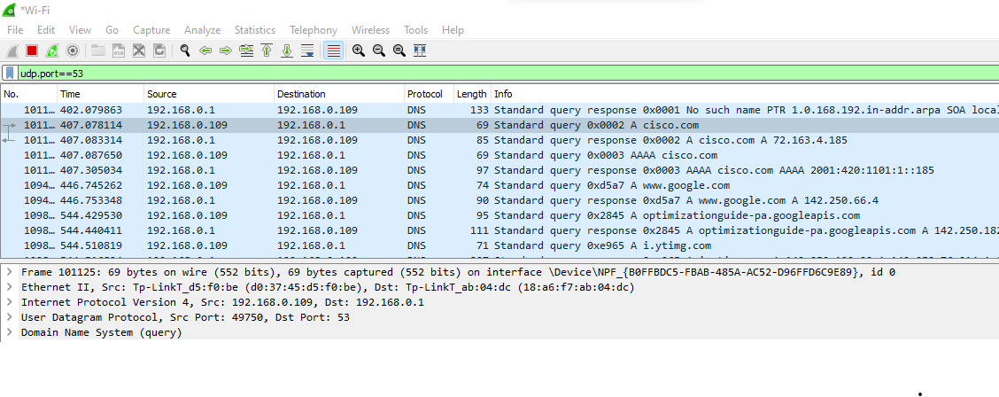 *Wi-Fi
File Edit View Go Capture Analyze Statistics Telephony Wireless Tools Help
udp.port==53
No. Time Source Destination Protocol Length Info
1011… 402.079863 192.168.0.1 192.168.0.109 DNS 133 Standard query response 0x0001 No such name PTR 1.0.168.192.in-addr.arpa SOA local
1011… 407.078114 192.168.0.109 192.168.0.1 DNS 69 Standard query 0x0002 A cisco.com
1011… 407.083314 192.168.0.1 192.168.0.109 DNS 85 Standard query response 0x0002 A cisco.com A 72.163.4.185
1011… 407.087650 192.168.0.109 192.168.0.1 DNS 69 Standard query 0x0003 AAAA cisco.com
1011… 407.305034 192.168.0.1 192.168.0.109 DNS 97 Standard query response 0x0003 AAAA cisco.com AAAA 2001:420:1101:1::185
1094… 446.745262 192.168.0.109 192.168.0.1 DNS 74 Standard query 0xd5a7 A www.google.com
1094… 446.753348 192.168.0.1 192.168.0.109 DNS 90 Standard query response 0xd5a7 A www.google.com A 142.250.66.4
1098… 544.429530 192.168.0.109 192.168.0.1 DNS 95 Standard query 0x2845 A optimizationguide-pa.googleapis.com
1098… 544.440411 192.168.0.1 192.168.0.109 DNS 111 Standard query response 0x2845 A optimizationguide-pa.googleapis.com A 142.250.182
1098… 544.510819 192.168.0.109 192.168.0.1 DNS 71 Standard query 0xe965 A i.ytimg.com
Frame 101125: 69 bytes on wire (552 bits), 69 bytes captured (552 bits) on interface \Device\NPF_{B0FFBDC5-FBAB-485A-AC52-D96FFD6C9E89}, id 0
Ethernet II, Src: Tp-LinkT_d5:f0:be (d0:37:45:d5:f0:be), Dst: Tp-LinkT_ab:04:dc (18:a6:f7:ab:04:dc)
Internet Protocol Version 4, Src: 192.168.0.109, Dst: 192.168.0.1
User Datagram Protocol, Src Port: 49750, Dst Port: 53
Domain Name System (query)